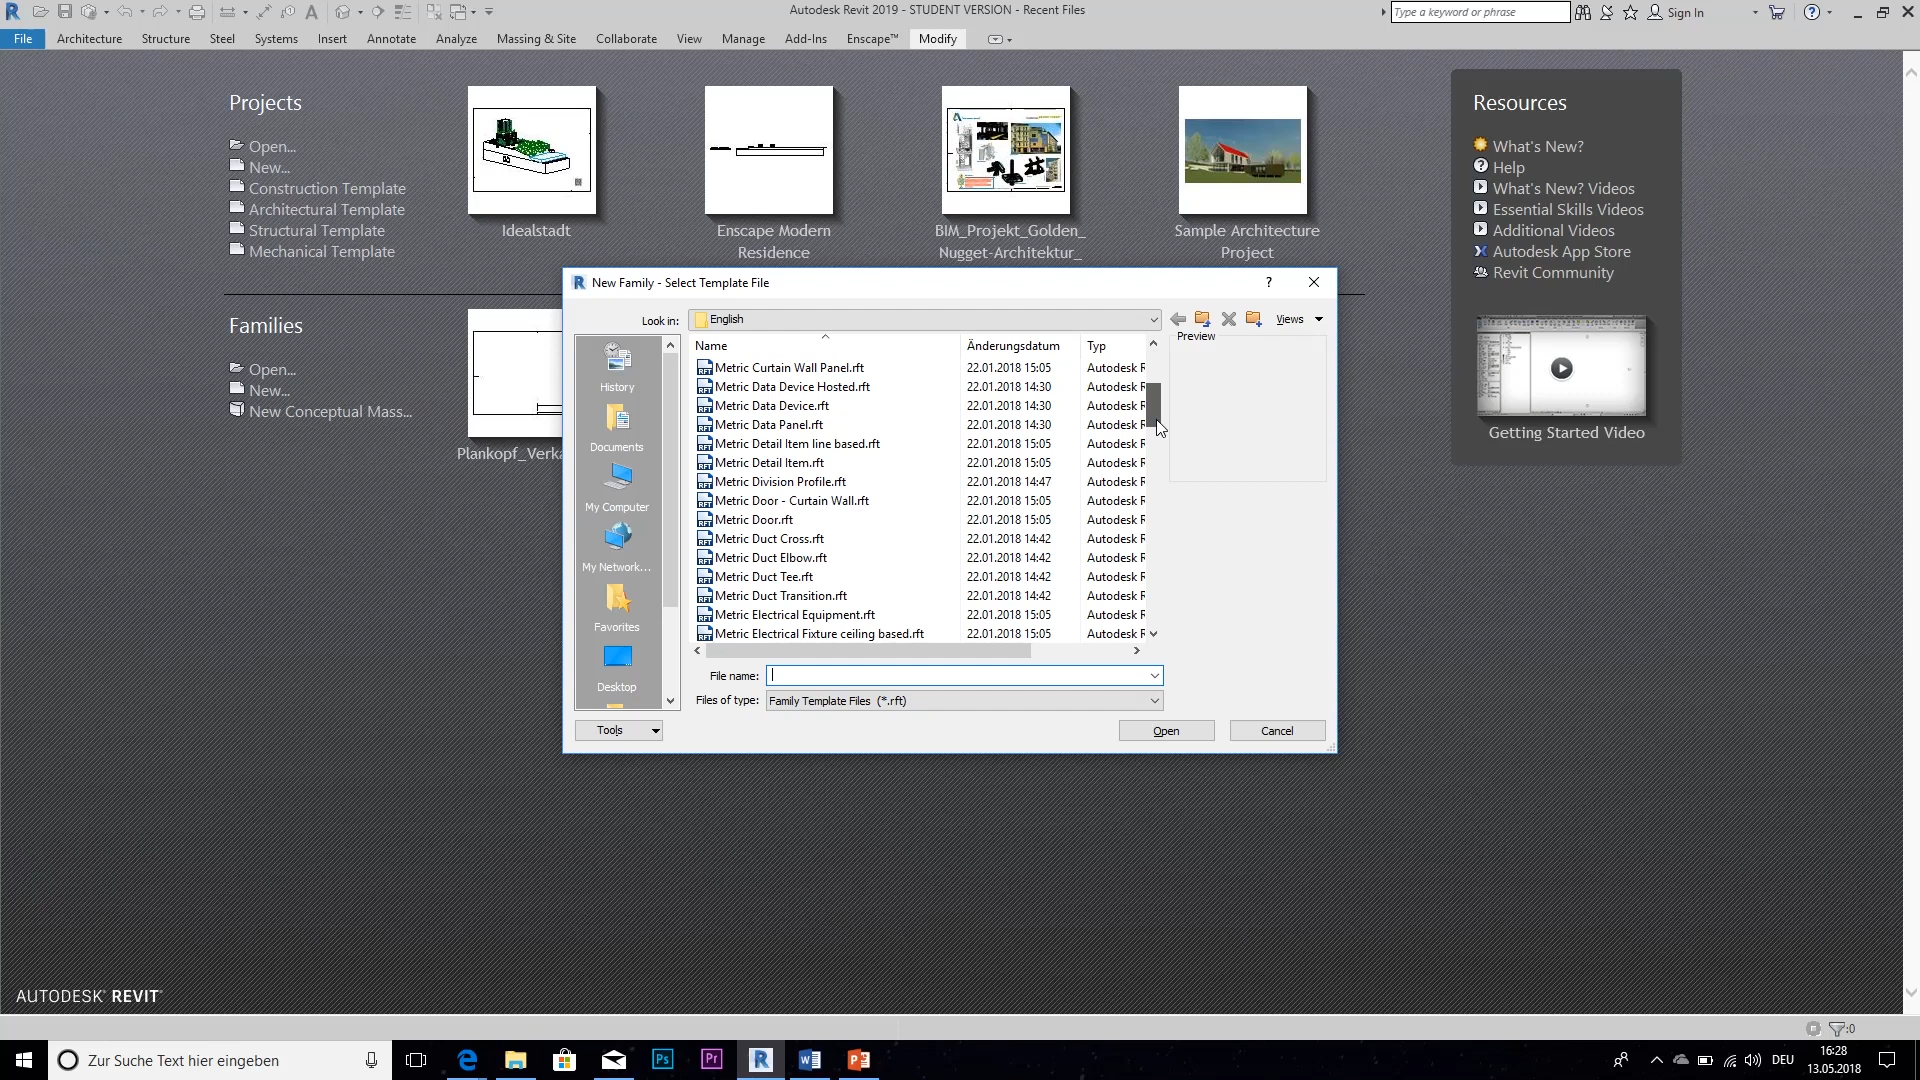 Autodesk Revit 2019 - STUDENT VERSION - Recent Files
Type a keyword or phrase
Sign In
File
Architecture
Structure
Steel
Systems
Insert
Annotate
Analyze
Massing & Site
Collaborate
View
Manage
Add-Ins
Enscape™
Modify
Projects
Open...
New...
Construction Template
Architectural Template
Structural Template
Mechanical Template
Idealstadt
Enscape Modern
Residence
BIM_Projekt_Golden_
Nugget-Architektur_
Sample Architecture
Project
Resources
What's New?
Help
What's New? Videos
Essential Skills Videos
Additional Videos
Autodesk App Store
Revit Community
Getting Started Video
Families
Open...
New...
New Conceptual Mass...
Plankopf_Verka
New Family - Select Template File
Look in:
English
Views
Preview
History
Documents
My Computer
My Network...
Favorites
Desktop
Name Änderungsdatum Typ
Metric Curtain Wall Panel.rft 22.01.2018 15:05 Autodesk R
Metric Data Device Hosted.rft 22.01.2018 14:30 Autodesk R
Metric Data Device.rft 22.01.2018 14:30 Autodesk R
Metric Data Panel.rft 22.01.2018 14:30 Autodesk R
Metric Detail Item line based.rft 22.01.2018 15:05 Autodesk R
Metric Detail Item.rft 22.01.2018 15:05 Autodesk R
Metric Division Profile.rft 22.01.2018 14:47 Autodesk R
Metric Door - Curtain Wall.rft 22.01.2018 15:05 Autodesk R
Metric Door.rft 22.01.2018 15:05 Autodesk R
Metric Duct Cross.rft 22.01.2018 14:42 Autodesk R
Metric Duct Elbow.rft 22.01.2018 14:42 Autodesk R
Metric Duct Tee.rft 22.01.2018 14:42 Autodesk R
Metric Duct Transition.rft 22.01.2018 14:42 Autodesk R
Metric Electrical Equipment.rft 22.01.2018 15:05 Autodesk R
Metric Electrical Fixture ceiling based.rft 22.01.2018 15:05 Autodesk R
File name:
Files of type: Family Template Files (*.rft)
Tools
Open
Cancel
AUTODESK® REVIT®
:0
Zur Suche Text hier eingeben
Ps
Pr
DEU
16:28
13.05.2018